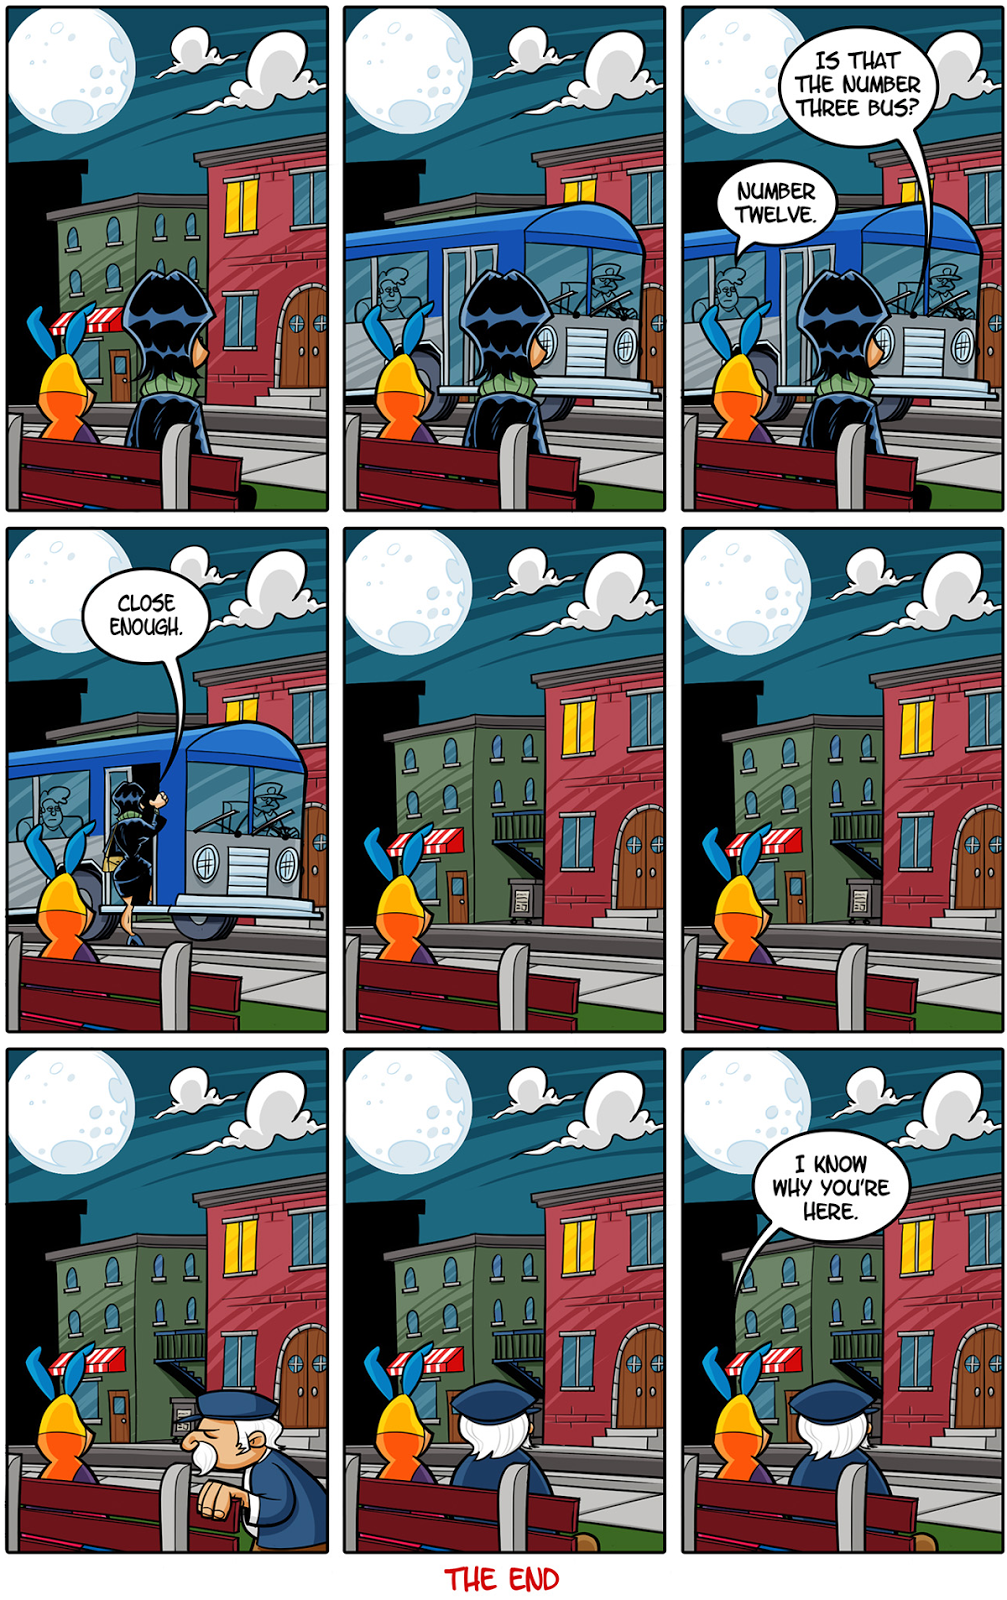 IS THAT
THE NUMBER
THREE BUS?
NUMBER
TWELVE.
CLOSE
ENOUGH.
I KNOW
WHY YOU'RE
HERE.
THE END